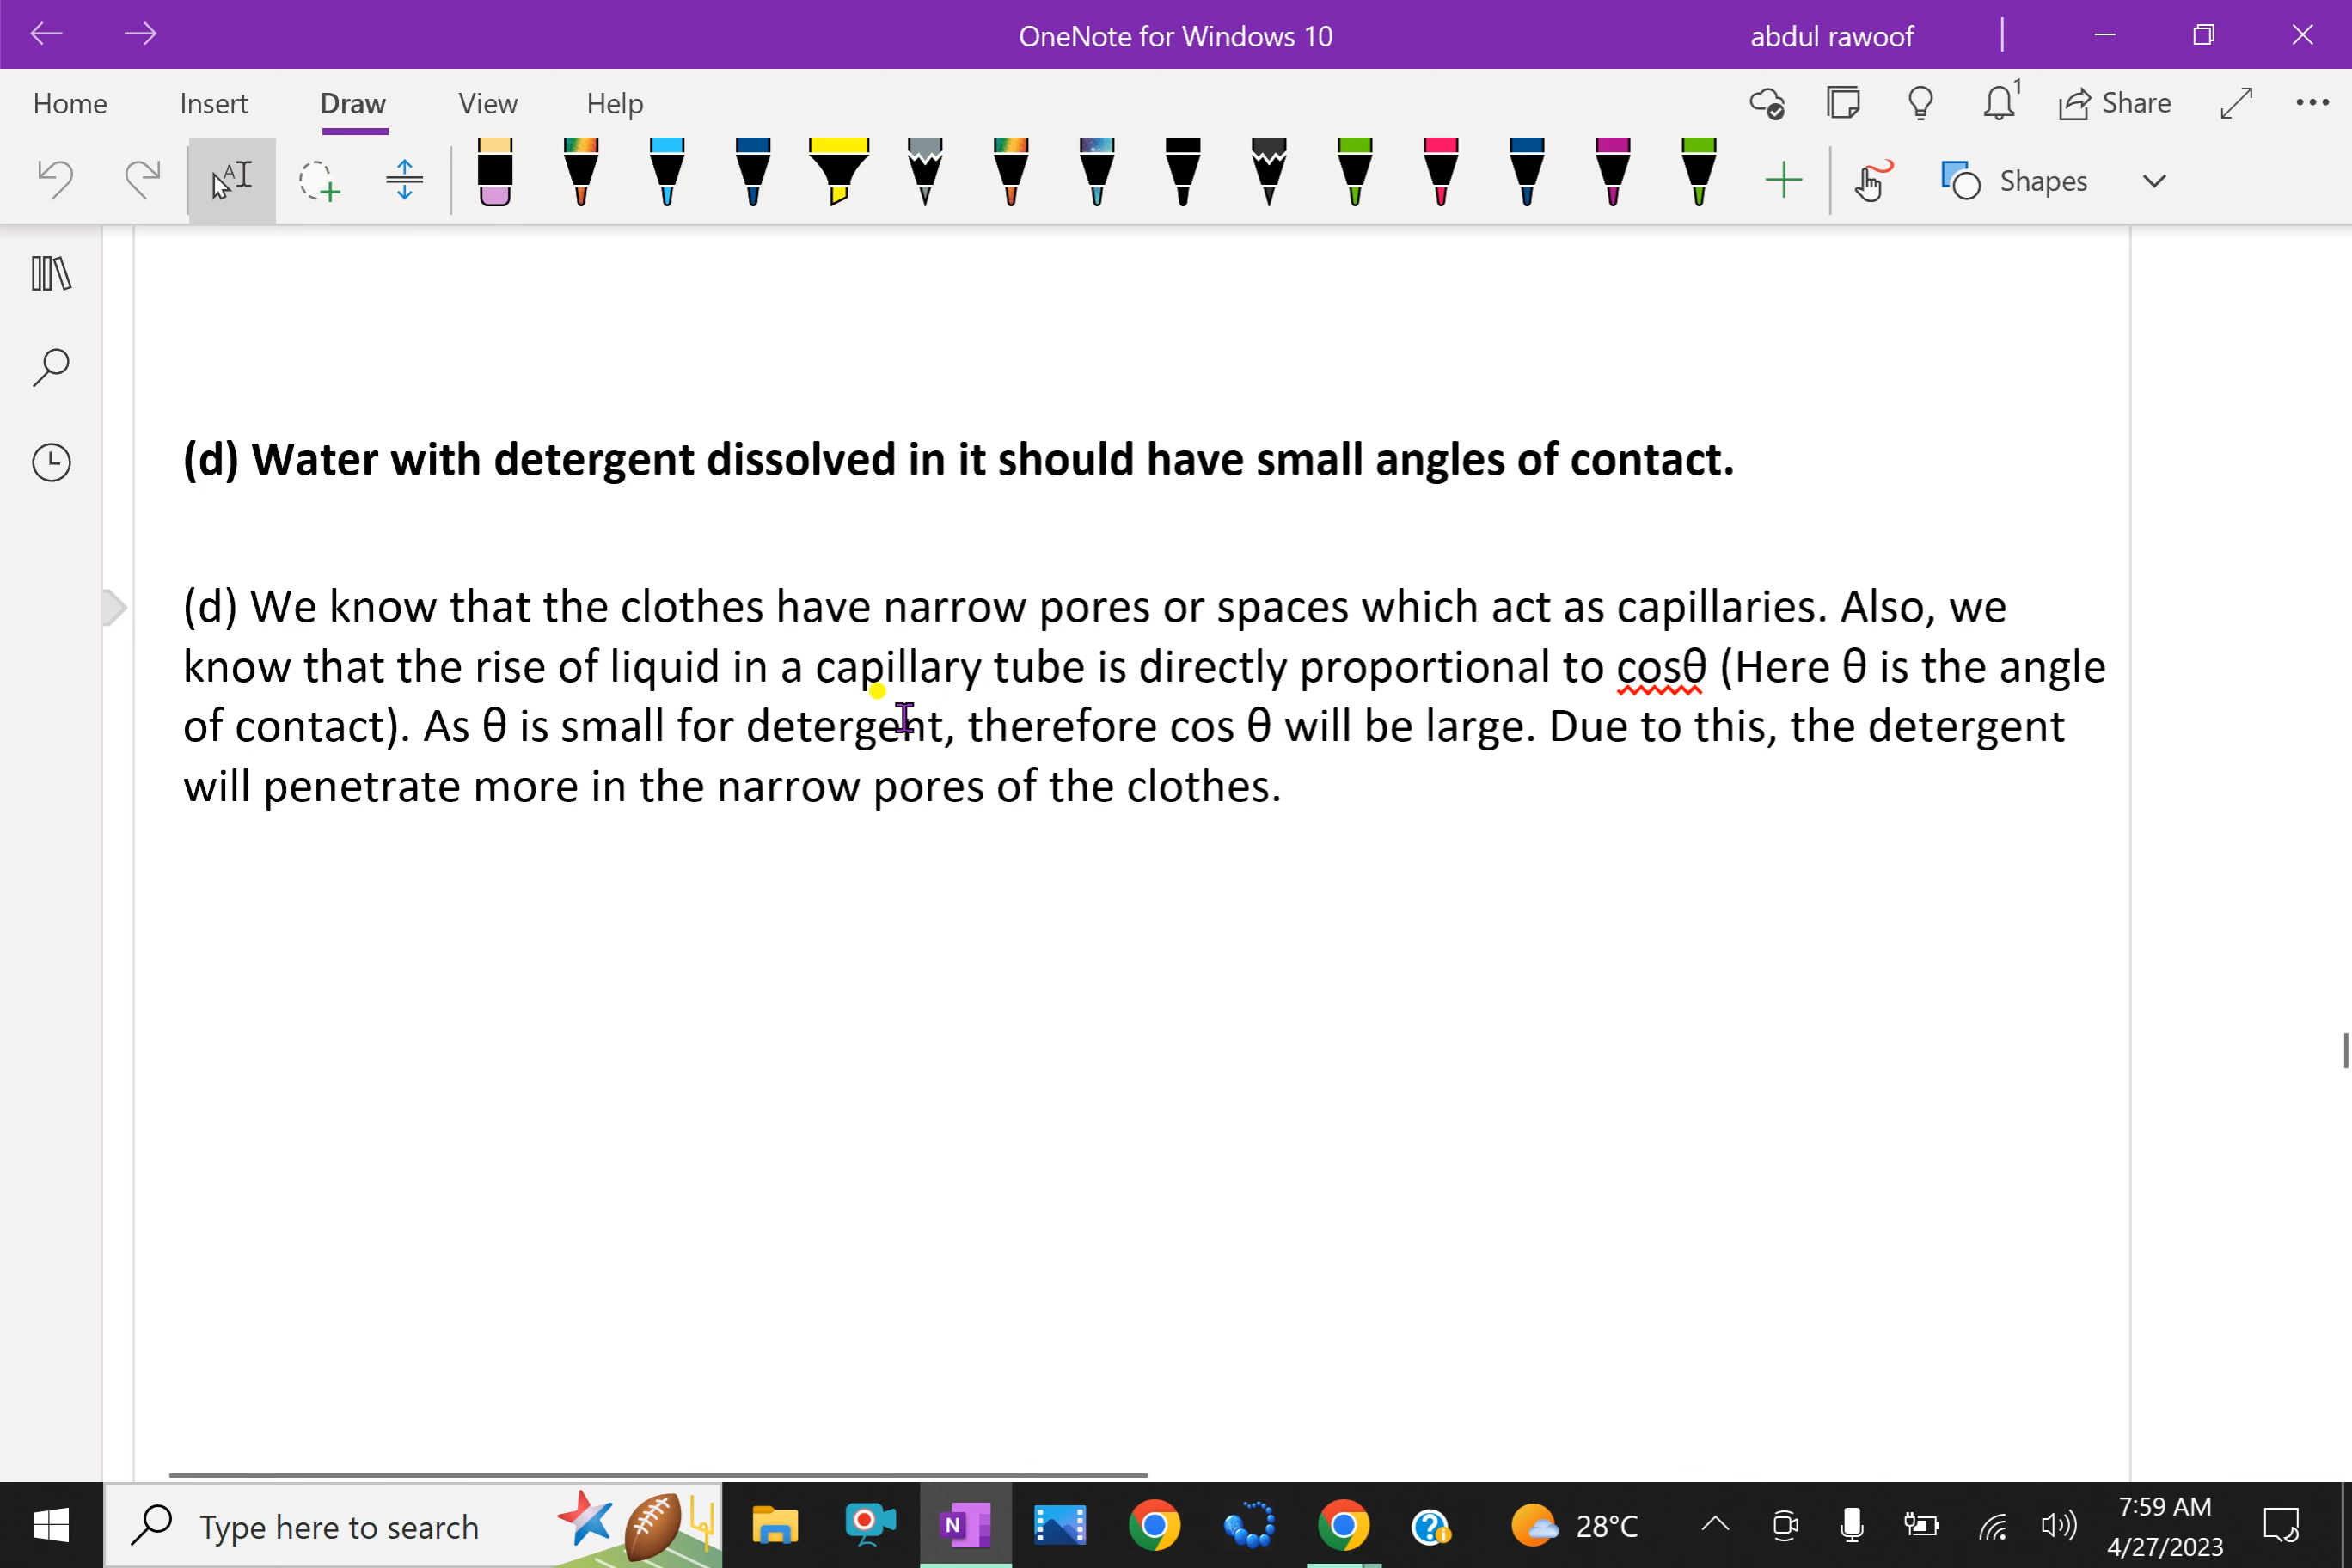 OneNote for Windows 10
abdul rawoof
Home Insert Draw View Help
1
Share
Shapes
(d) Water with detergent dissolved in it should have small angles of contact.
(d) We know that the clothes have narrow pores or spaces which act as capillaries. Also, we
know that the rise of liquid in a capillary tube is directly proportional to cosθ (Here θ is the angle
of contact). As θ is small for detergent, therefore cos θ will be large. Due to this, the detergent
will penetrate more in the narrow pores of the clothes.
Type here to search
28°C
7:59 AM
4/27/2023